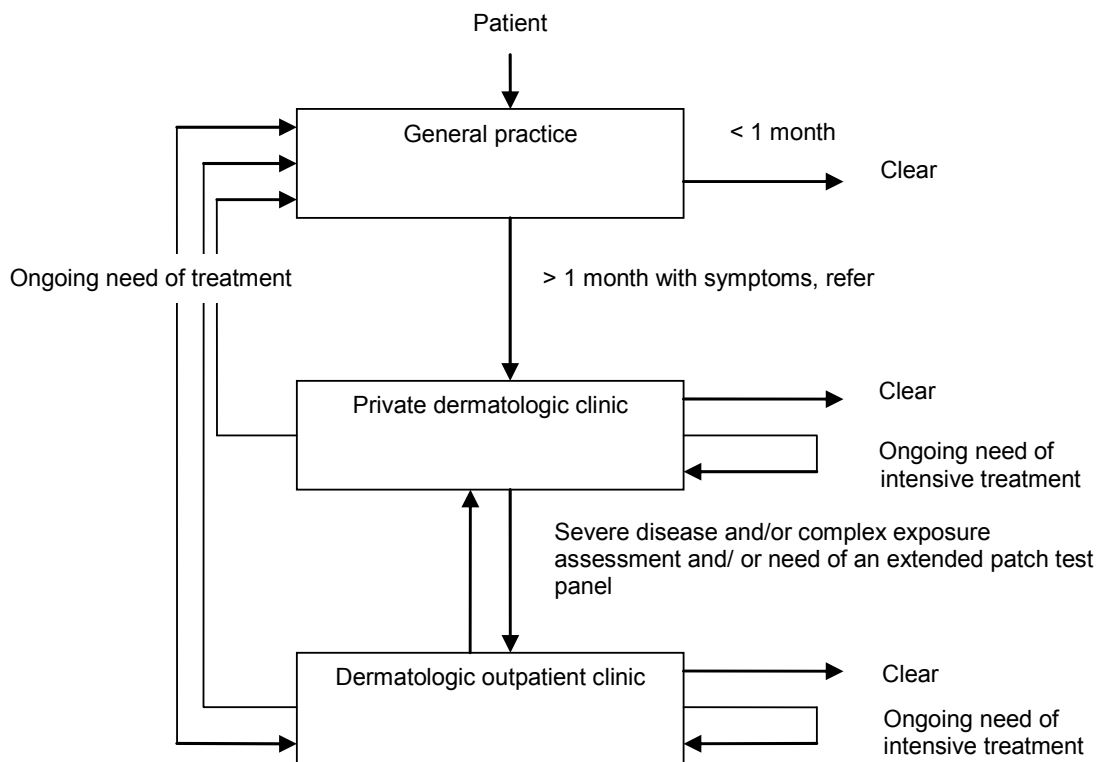 Patient
General practice
< 1 month
Clear
Ongoing need of treatment
> 1 month with symptoms, refer
Private dermatologic clinic
Clear
Ongoing need of
intensive treatment
Severe disease and/or complex exposure
assessment and/ or need of an extended patch test
panel
Dermatologic outpatient clinic
Clear
Ongoing need of
intensive treatment